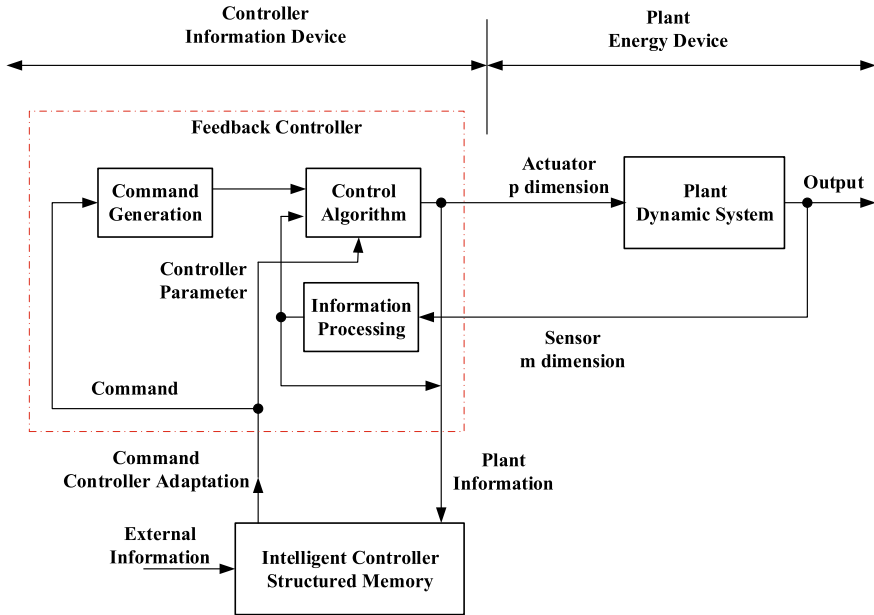 Controller
Information Device
Plant
Energy Device
Feedback Controller
Command
Generation
Control
Algorithm
Actuator
p dimension
Plant
Dynamic System
Output
Controller
Parameter
Information
Processing
Sensor
m dimension
Command
Command
Controller Adaptation
Plant
Information
External
Information
Intelligent Controller
Structured Memory